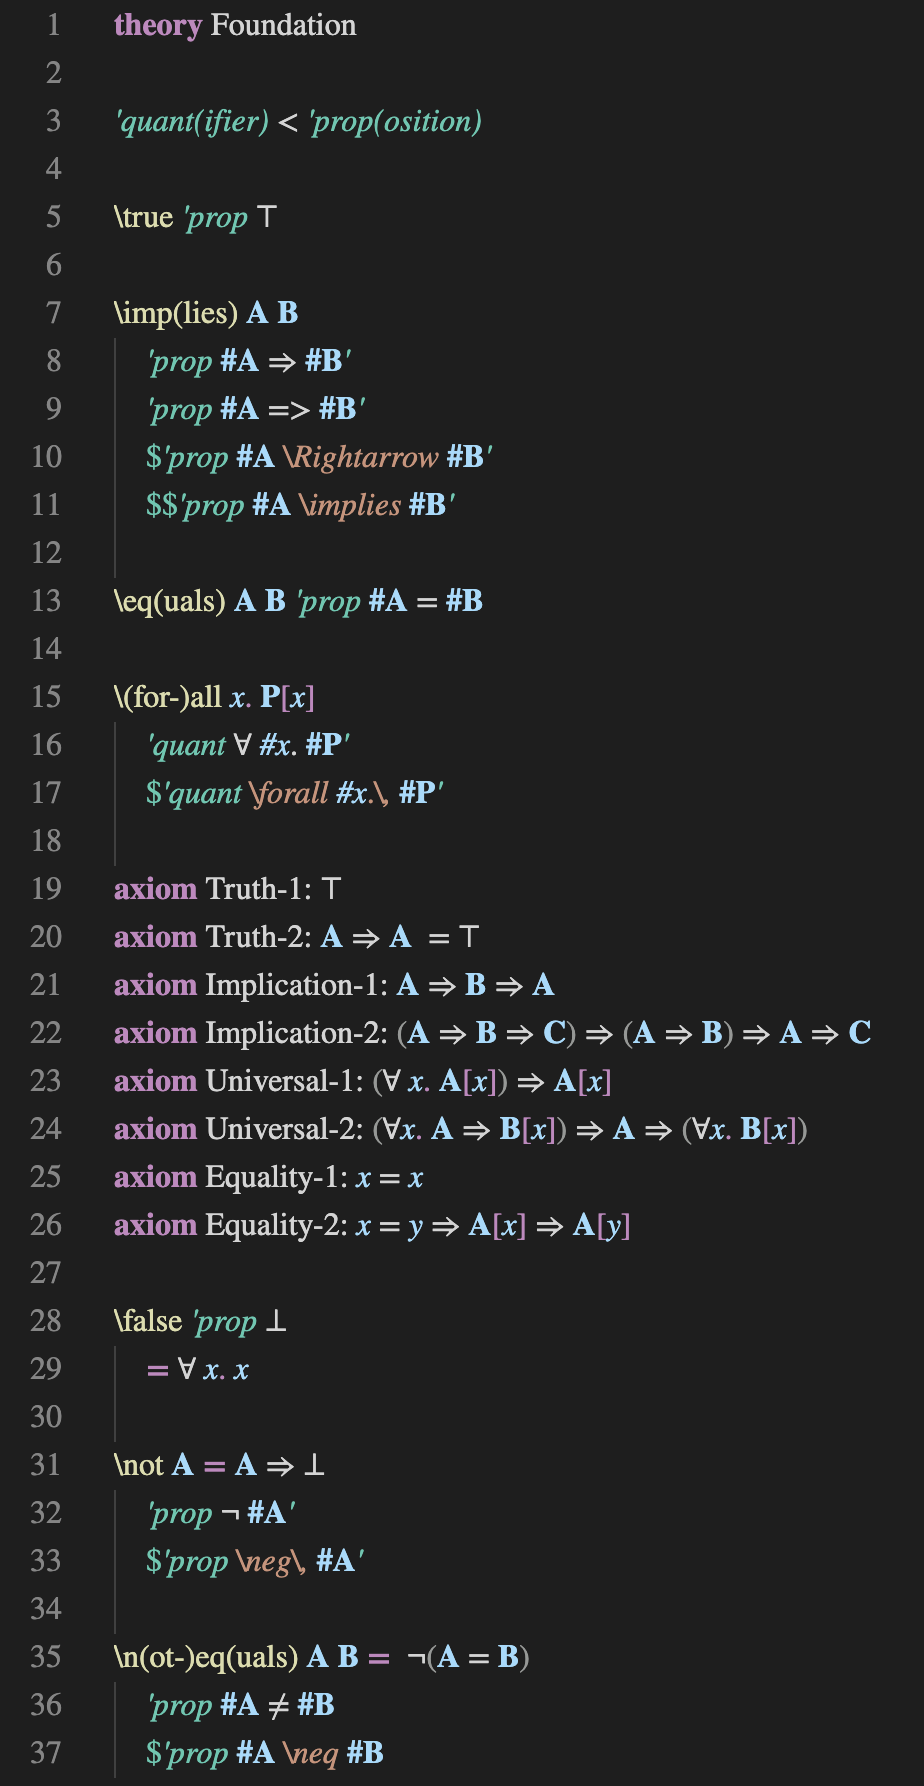 1 theory Foundation
2
3 'quant(ifier) < 'prop(osition)
4
5 \true 'prop ⊤
6
7 \imp(lies) A B
8 'prop #A ⇒ #B'
9 'prop #A => #B'
10 $'prop #A \Rightarrow #B'
11 $$'prop #A \implies #B'
12
13 \eq(uals) A B 'prop #A = #B
14
15 \(for-)all x. P[x]
16 'quant ∀ #x. #P'
17 $'quant \forall #x.\, #P'
18
19 axiom Truth-1: ⊤
20 axiom Truth-2: A ⇒ A = ⊤
21 axiom Implication-1: A ⇒ B ⇒ A
22 axiom Implication-2: (A ⇒ B ⇒ C) ⇒ (A ⇒ B) ⇒ A ⇒ C
23 axiom Universal-1: (∀ x. A[x]) ⇒ A[x]
24 axiom Universal-2: (∀x. A ⇒ B[x]) ⇒ A ⇒ (∀x. B[x])
25 axiom Equality-1: x = x
26 axiom Equality-2: x = y ⇒ A[x] ⇒ A[y]
27
28 \false 'prop ⊥
29 = ∀ x. x
30
31 \not A = A ⇒ ⊥
32 'prop ¬ #A'
33 $'prop \neg\, #A'
34
35 \n(ot-)eq(uals) A B = ¬(A = B)
36 'prop #A ≠ #B
37 $'prop #A \neq #B